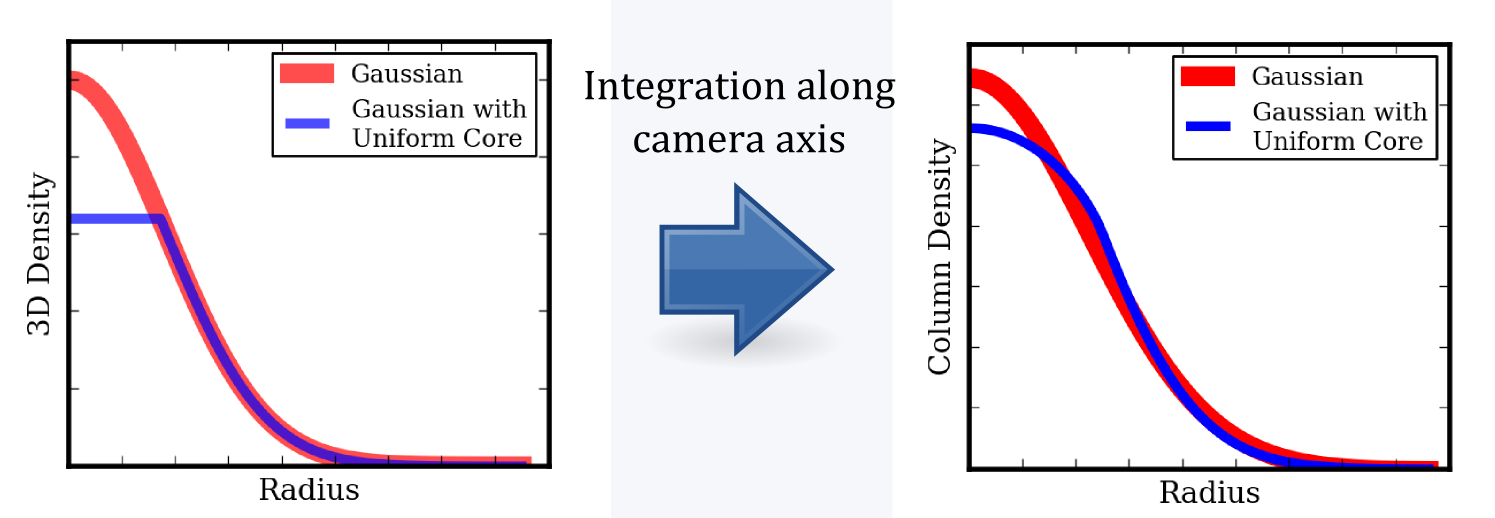 Gaussian
Gaussian with
Uniform Core
3D Density
Radius
Integration along
camera axis
Gaussian
Gaussian with
Uniform Core
Column Density
Radius